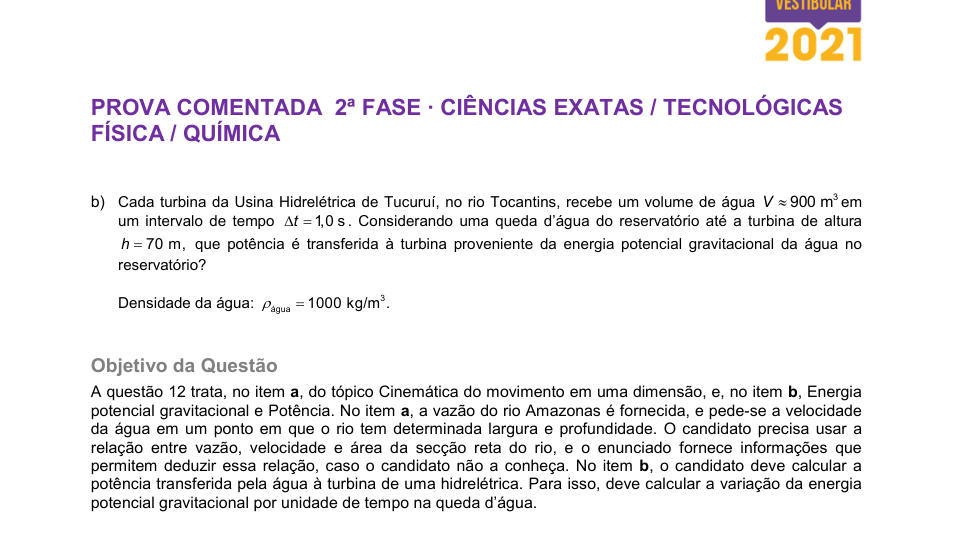 VESTIBULAR
2021
PROVA COMENTADA 2ª FASE · CIÊNCIAS EXATAS / TECNOLÓGICAS
FÍSICA / QUÍMICA
b) Cada turbina da Usina Hidrelétrica de Tucuruí, no rio Tocantins, recebe um volume de água V ≈ 900 m³ em
um intervalo de tempo Δt = 1,0 s. Considerando uma queda d’água do reservatório até a turbina de altura
h = 70 m, que potência é transferida à turbina proveniente da energia potencial gravitacional da água no
reservatório?
Densidade da água: ρágua = 1000 kg/m³.
Objetivo da Questão
A questão 12 trata, no item a, do tópico Cinemática do movimento em uma dimensão, e, no item b, Energia
potencial gravitacional e Potência. No item a, a vazão do rio Amazonas é fornecida, e pede-se a velocidade
da água em um ponto em que o rio tem determinada largura e profundidade. O candidato precisa usar a
relação entre vazão, velocidade e área da secção reta do rio, e o enunciado fornece informações que
permitem deduzir essa relação, caso o candidato não a conheça. No item b, o candidato deve calcular a
potência transferida pela água à turbina de uma hidrelétrica. Para isso, deve calcular a variação da energia
potencial gravitacional por unidade de tempo na queda d’água.